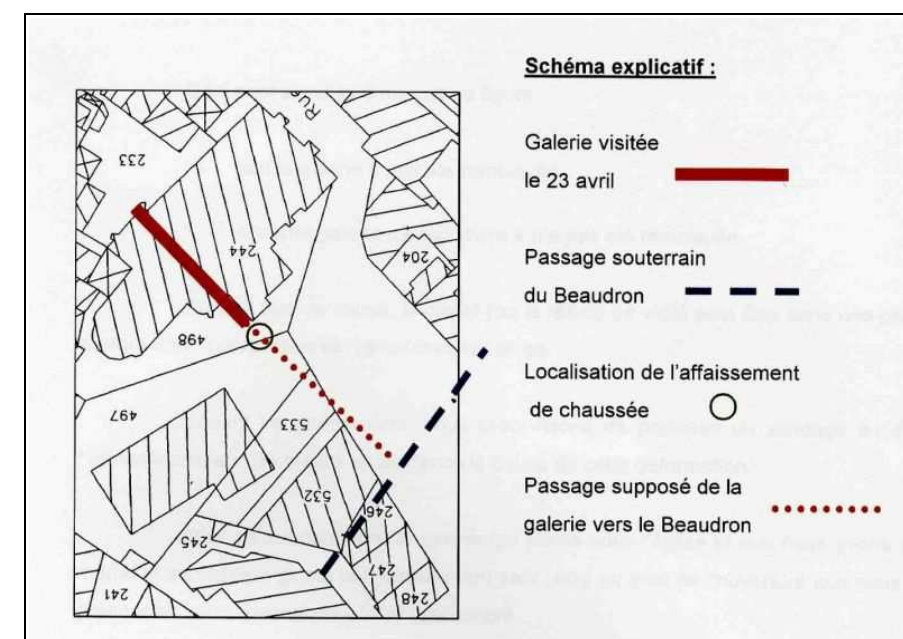 Schéma explicatif :
Galerie visitée
le 23 avril
Passage souterrain
du Beaudron
Localisation de l'affaissement
de chaussée
Passage supposé de la
galerie vers le Beaudron
Rue
233
244
204
498
497
533
532
246
245
247
241
248